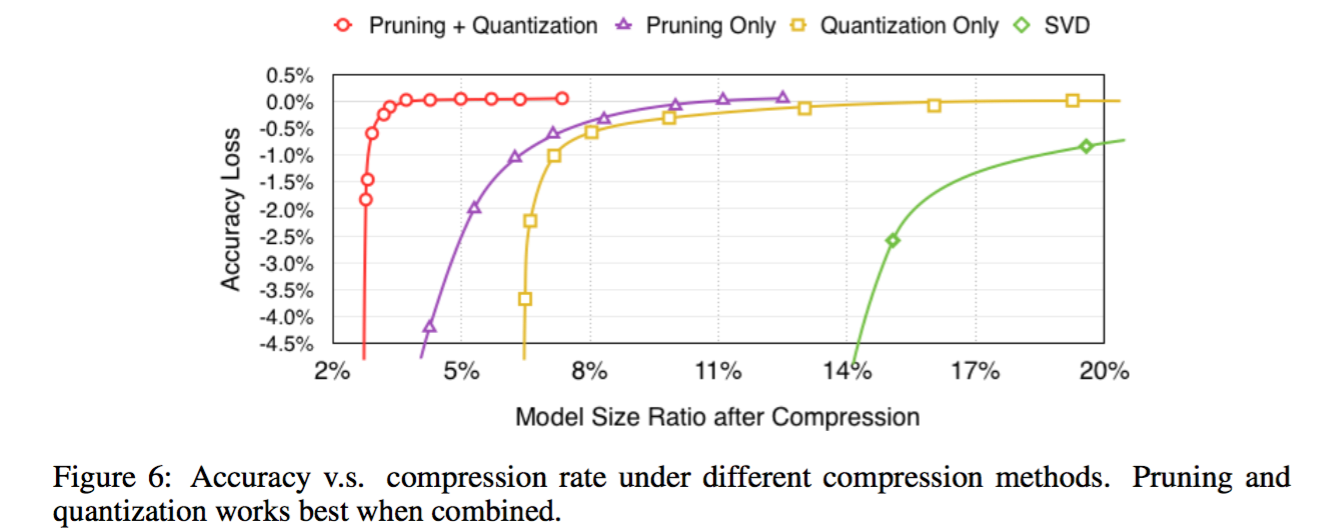 Pruning + Quantization Pruning Only Quantization Only SVD
0.5%
0.0%
-0.5%
-1.0%
-1.5%
-2.0%
-2.5%
-3.0%
-3.5%
-4.0%
-4.5%
Accuracy Loss
2% 5% 8% 11% 14% 17% 20%
Model Size Ratio after Compression
Figure 6: Accuracy v.s. compression rate under different compression methods. Pruning and
quantization works best when combined.